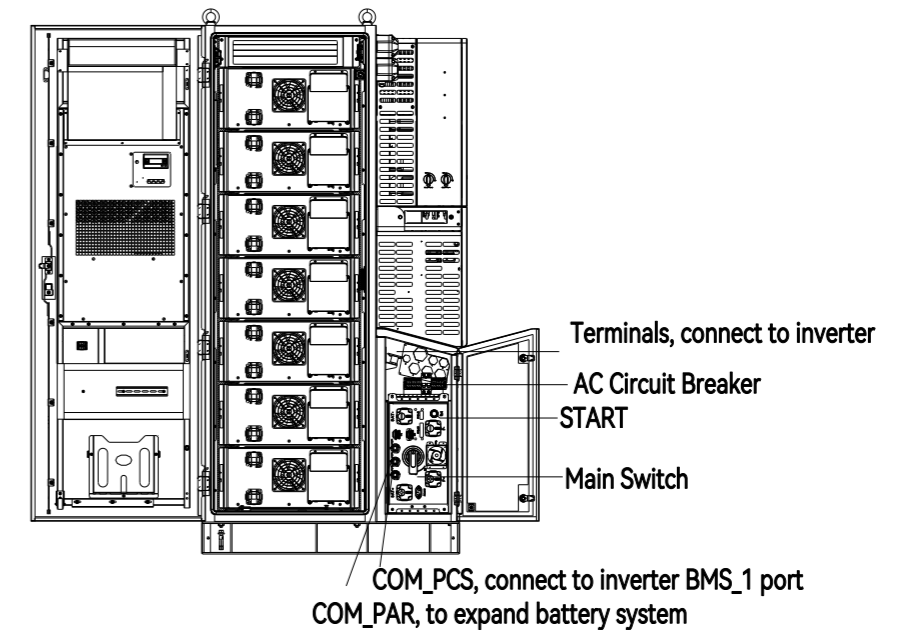 Terminals, connect to inverter
AC Circuit Breaker
START
Main Switch
COM_PCS, connect to inverter BMS_1 port
COM_PAR, to expand battery system